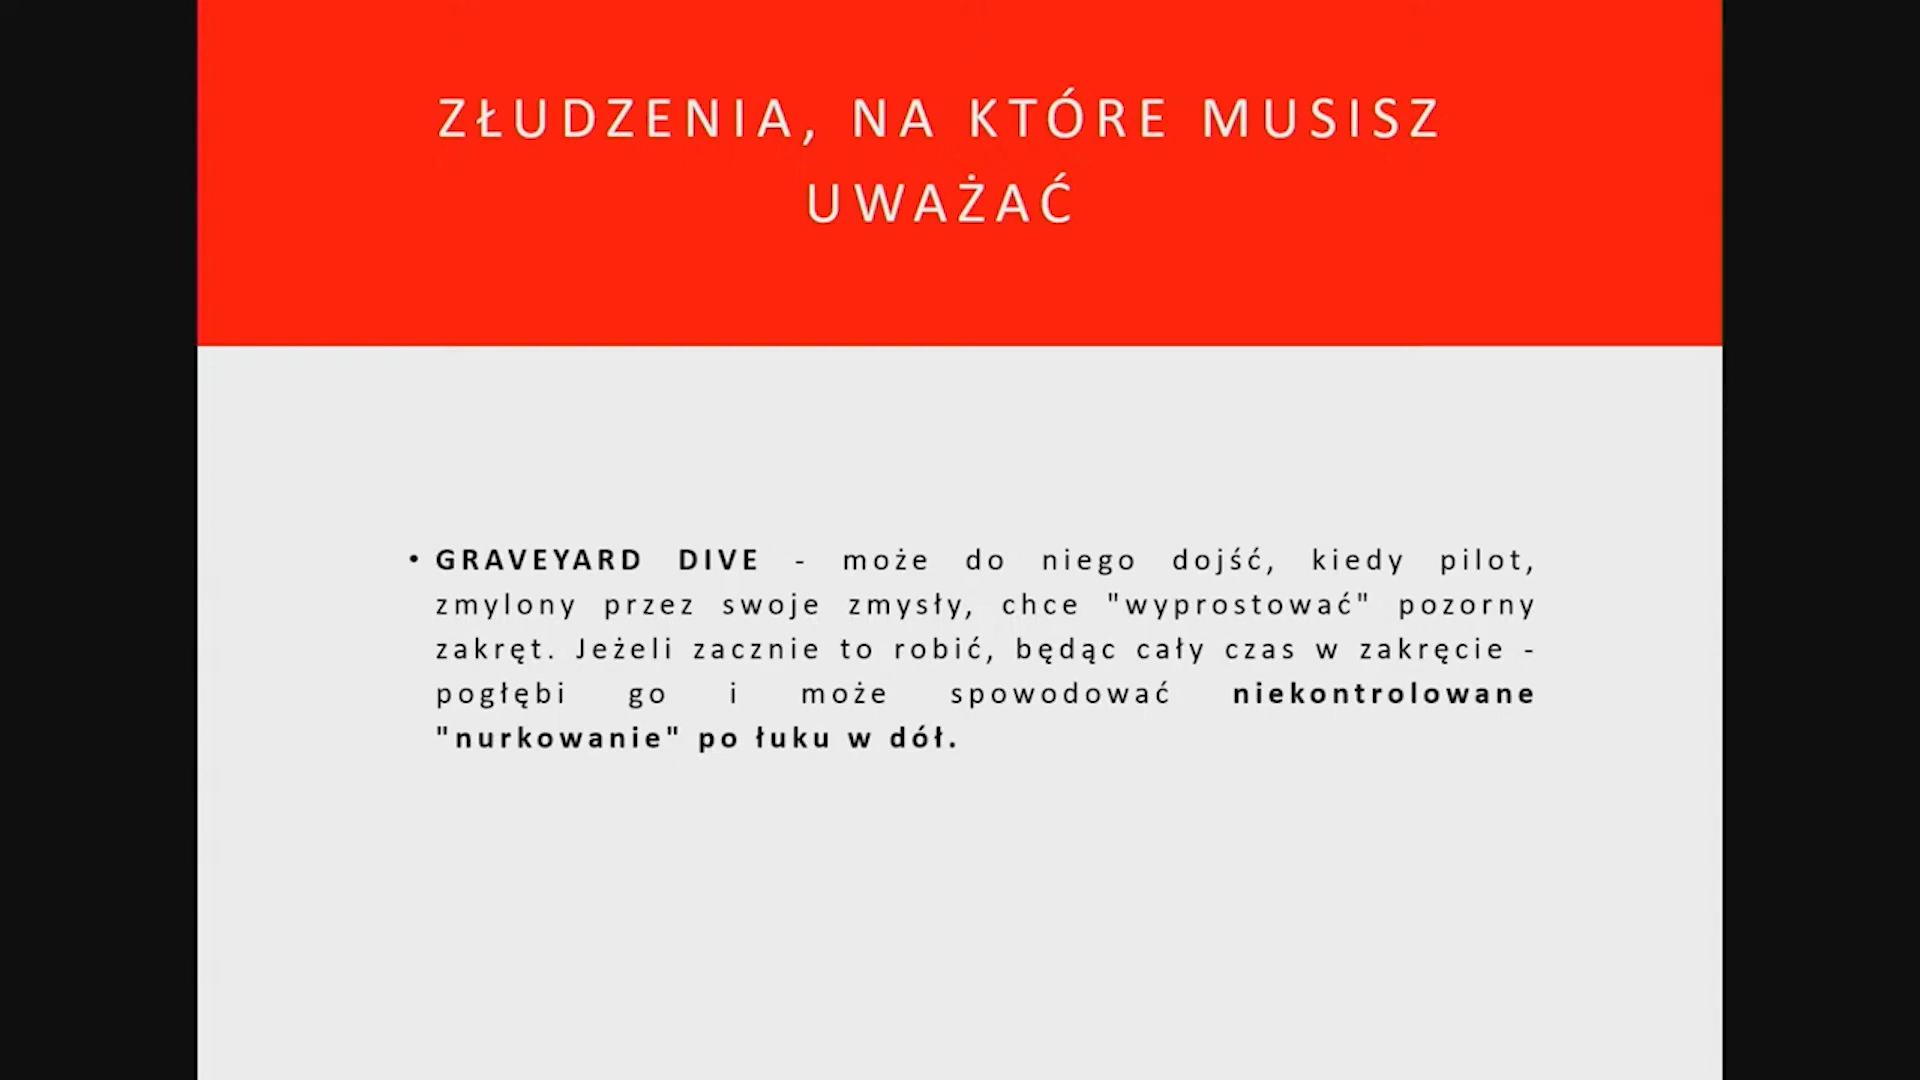 ZŁUDZENIA, NA KTÓRE MUSISZ
UWAŻAĆ
• GRAVEYARD DIVE - może do niego dojść, kiedy pilot,
zmylony przez swoje zmysły, chce "wyprostować" pozorny
zakręt. Jeżeli zacznie to robić, będąc cały czas w zakręcie -
pogłębi go i może spowodować niekontrolowane
"nurkowanie" po łuku w dół.